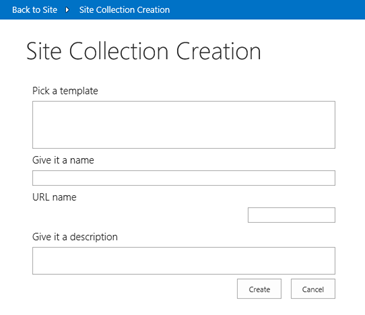 Back to Site ▸ Site Collection Creation
Site Collection Creation
Pick a template
Give it a name
URL name
Give it a description
Create Cancel